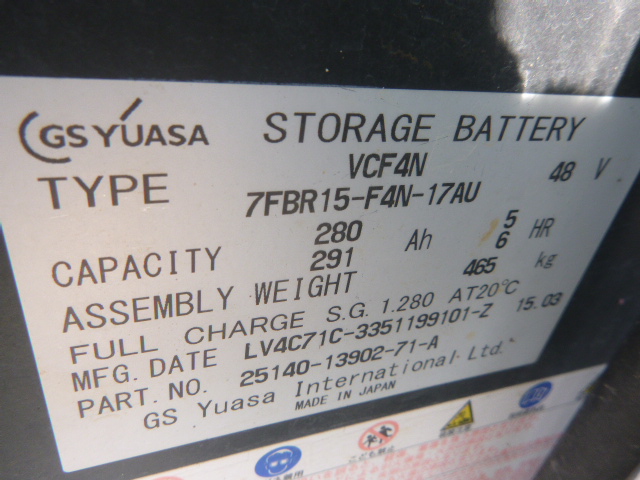 GS YUASA STORAGE BATTERY
TYPE VCF4N 48 V
7FBR15-F4N-17AU
CAPACITY 280 Ah 5 HR
291 6
ASSEMBLY WEIGHT 465 kg
FULL CHARGE S.G. 1.280 AT20°C
MFG. DATE LV4C71C-3351199101-Z 15.03
PART. NO. 25140-13902-71-A
GS Yuasa International Ltd.
MADE IN JAPAN